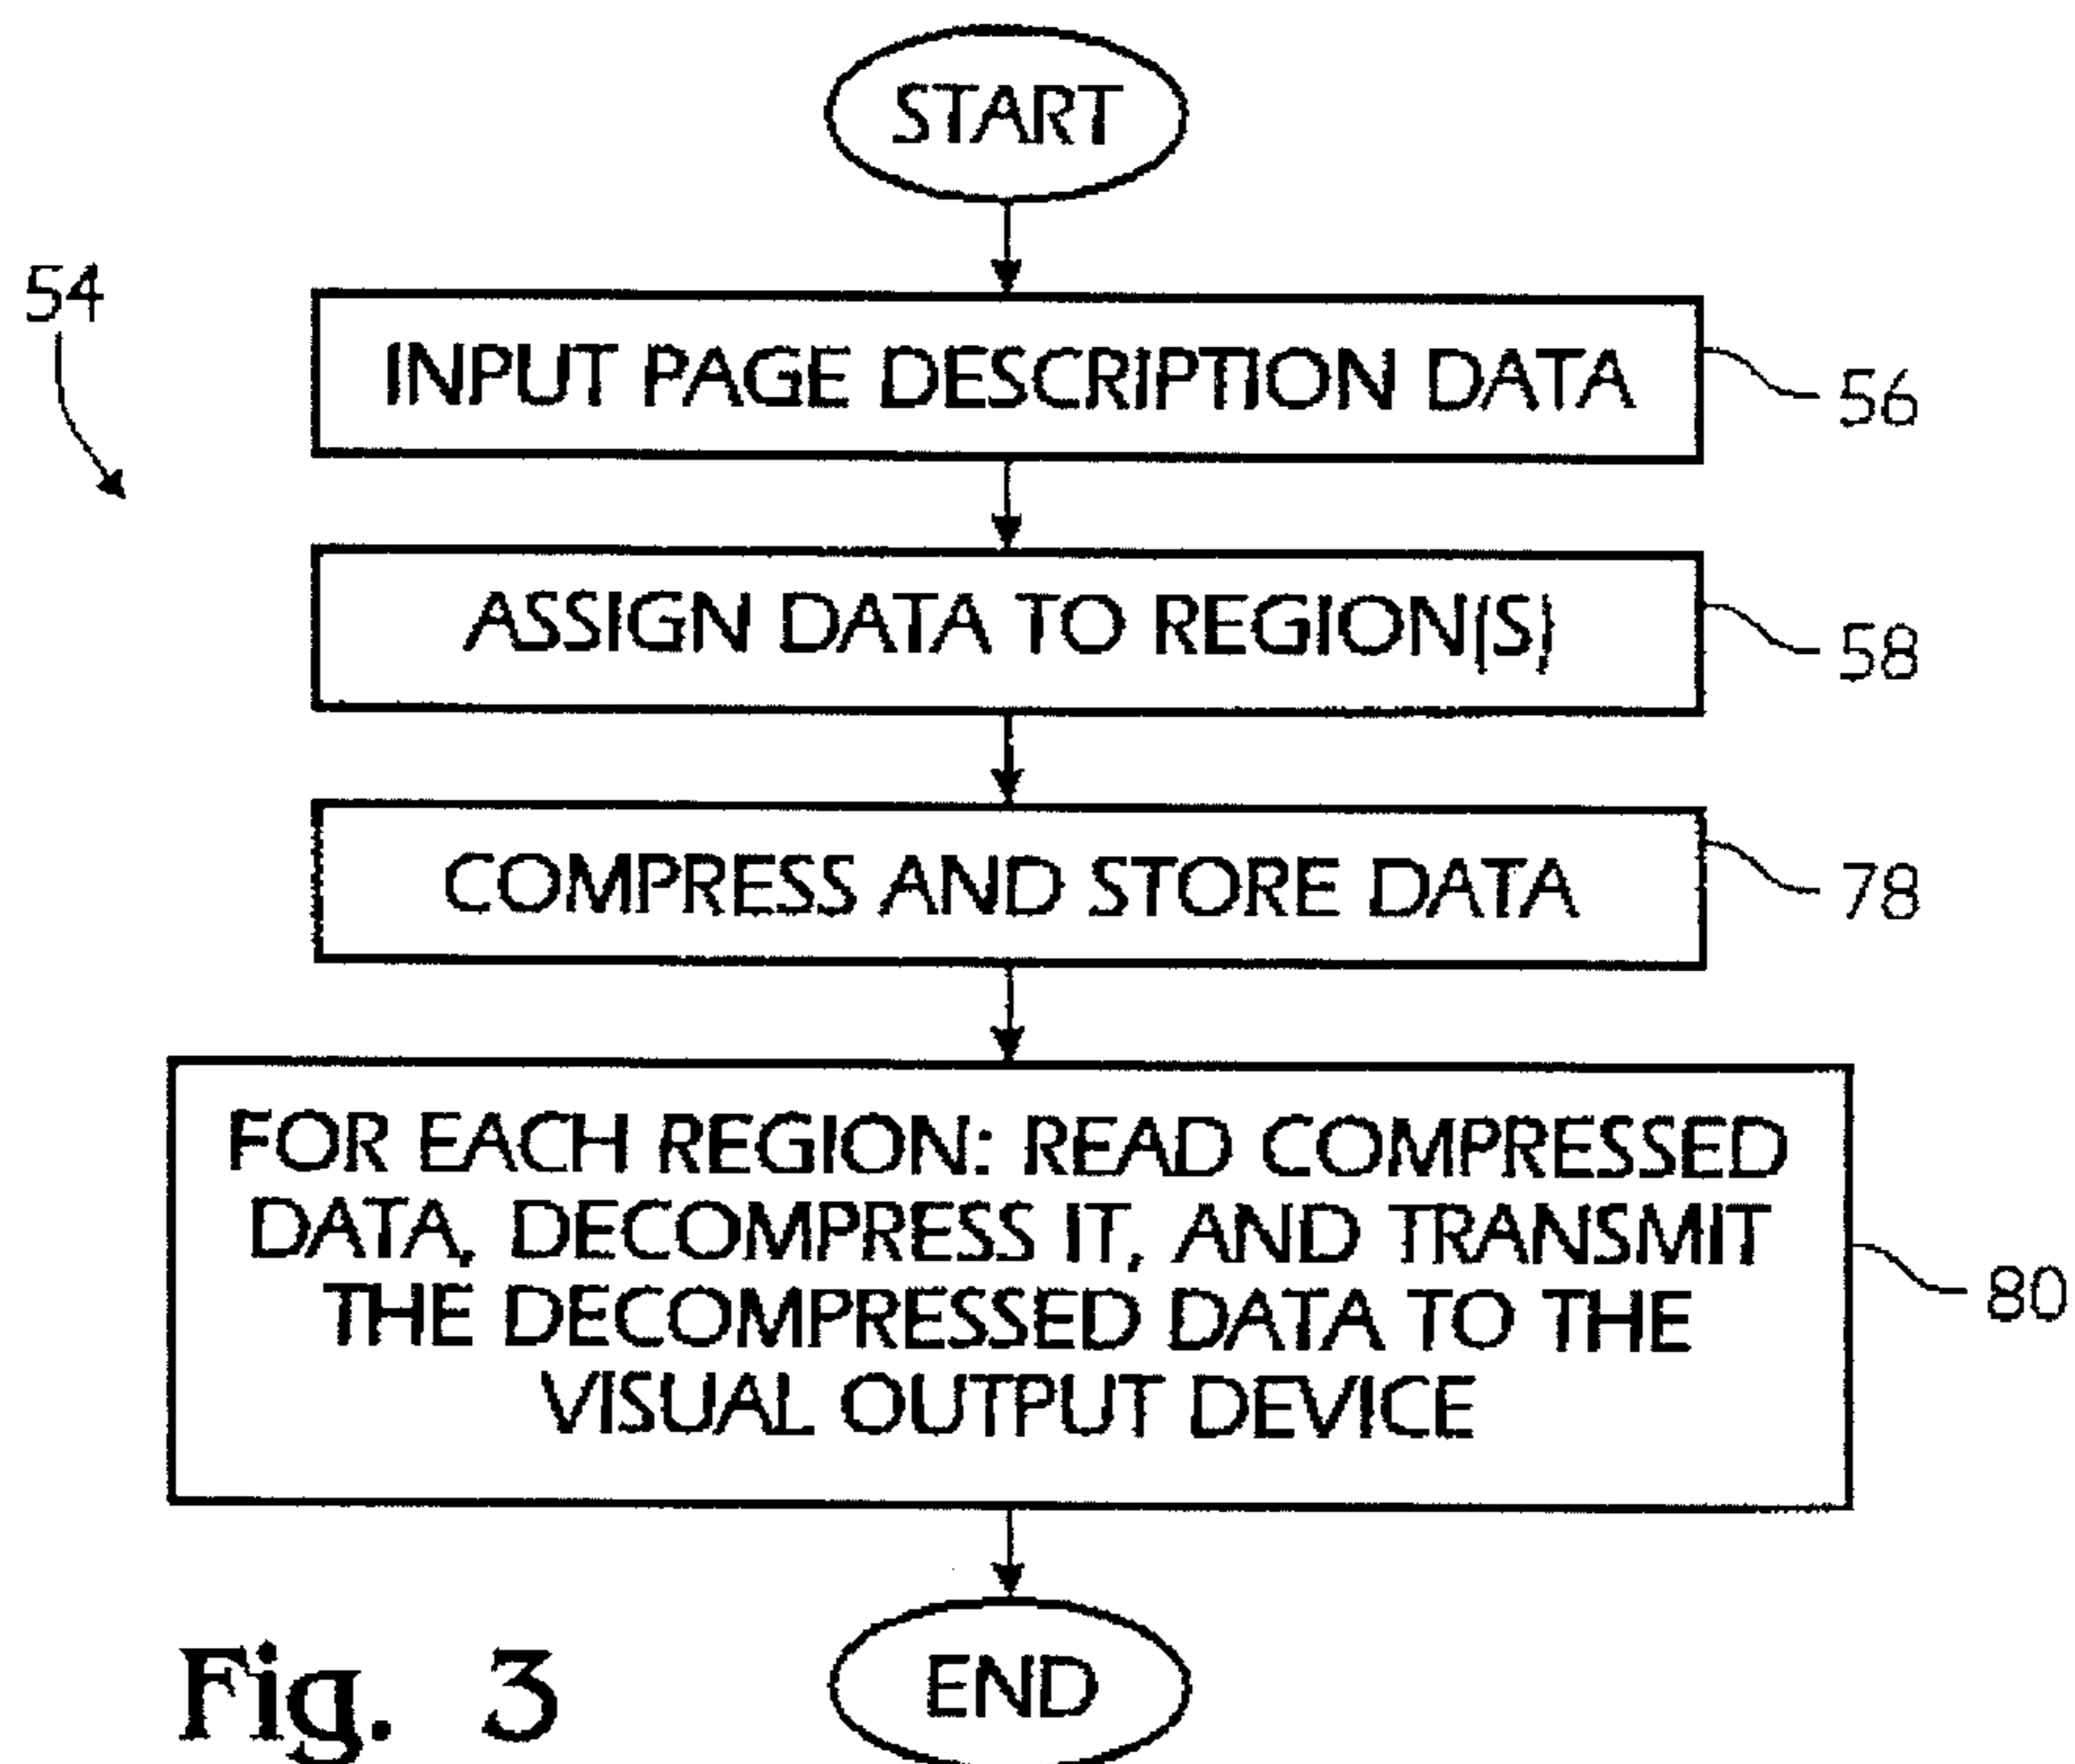 START
54
INPUT PAGE DESCRIPTION DATA
56
ASSIGN DATA TO REGION(S)
58
COMPRESS AND STORE DATA
78
FOR EACH REGION: READ COMPRESSED
DATA, DECOMPRESS IT, AND TRANSMIT
THE DECOMPRESSED DATA TO THE
VISUAL OUTPUT DEVICE
80
END
Fig. 3